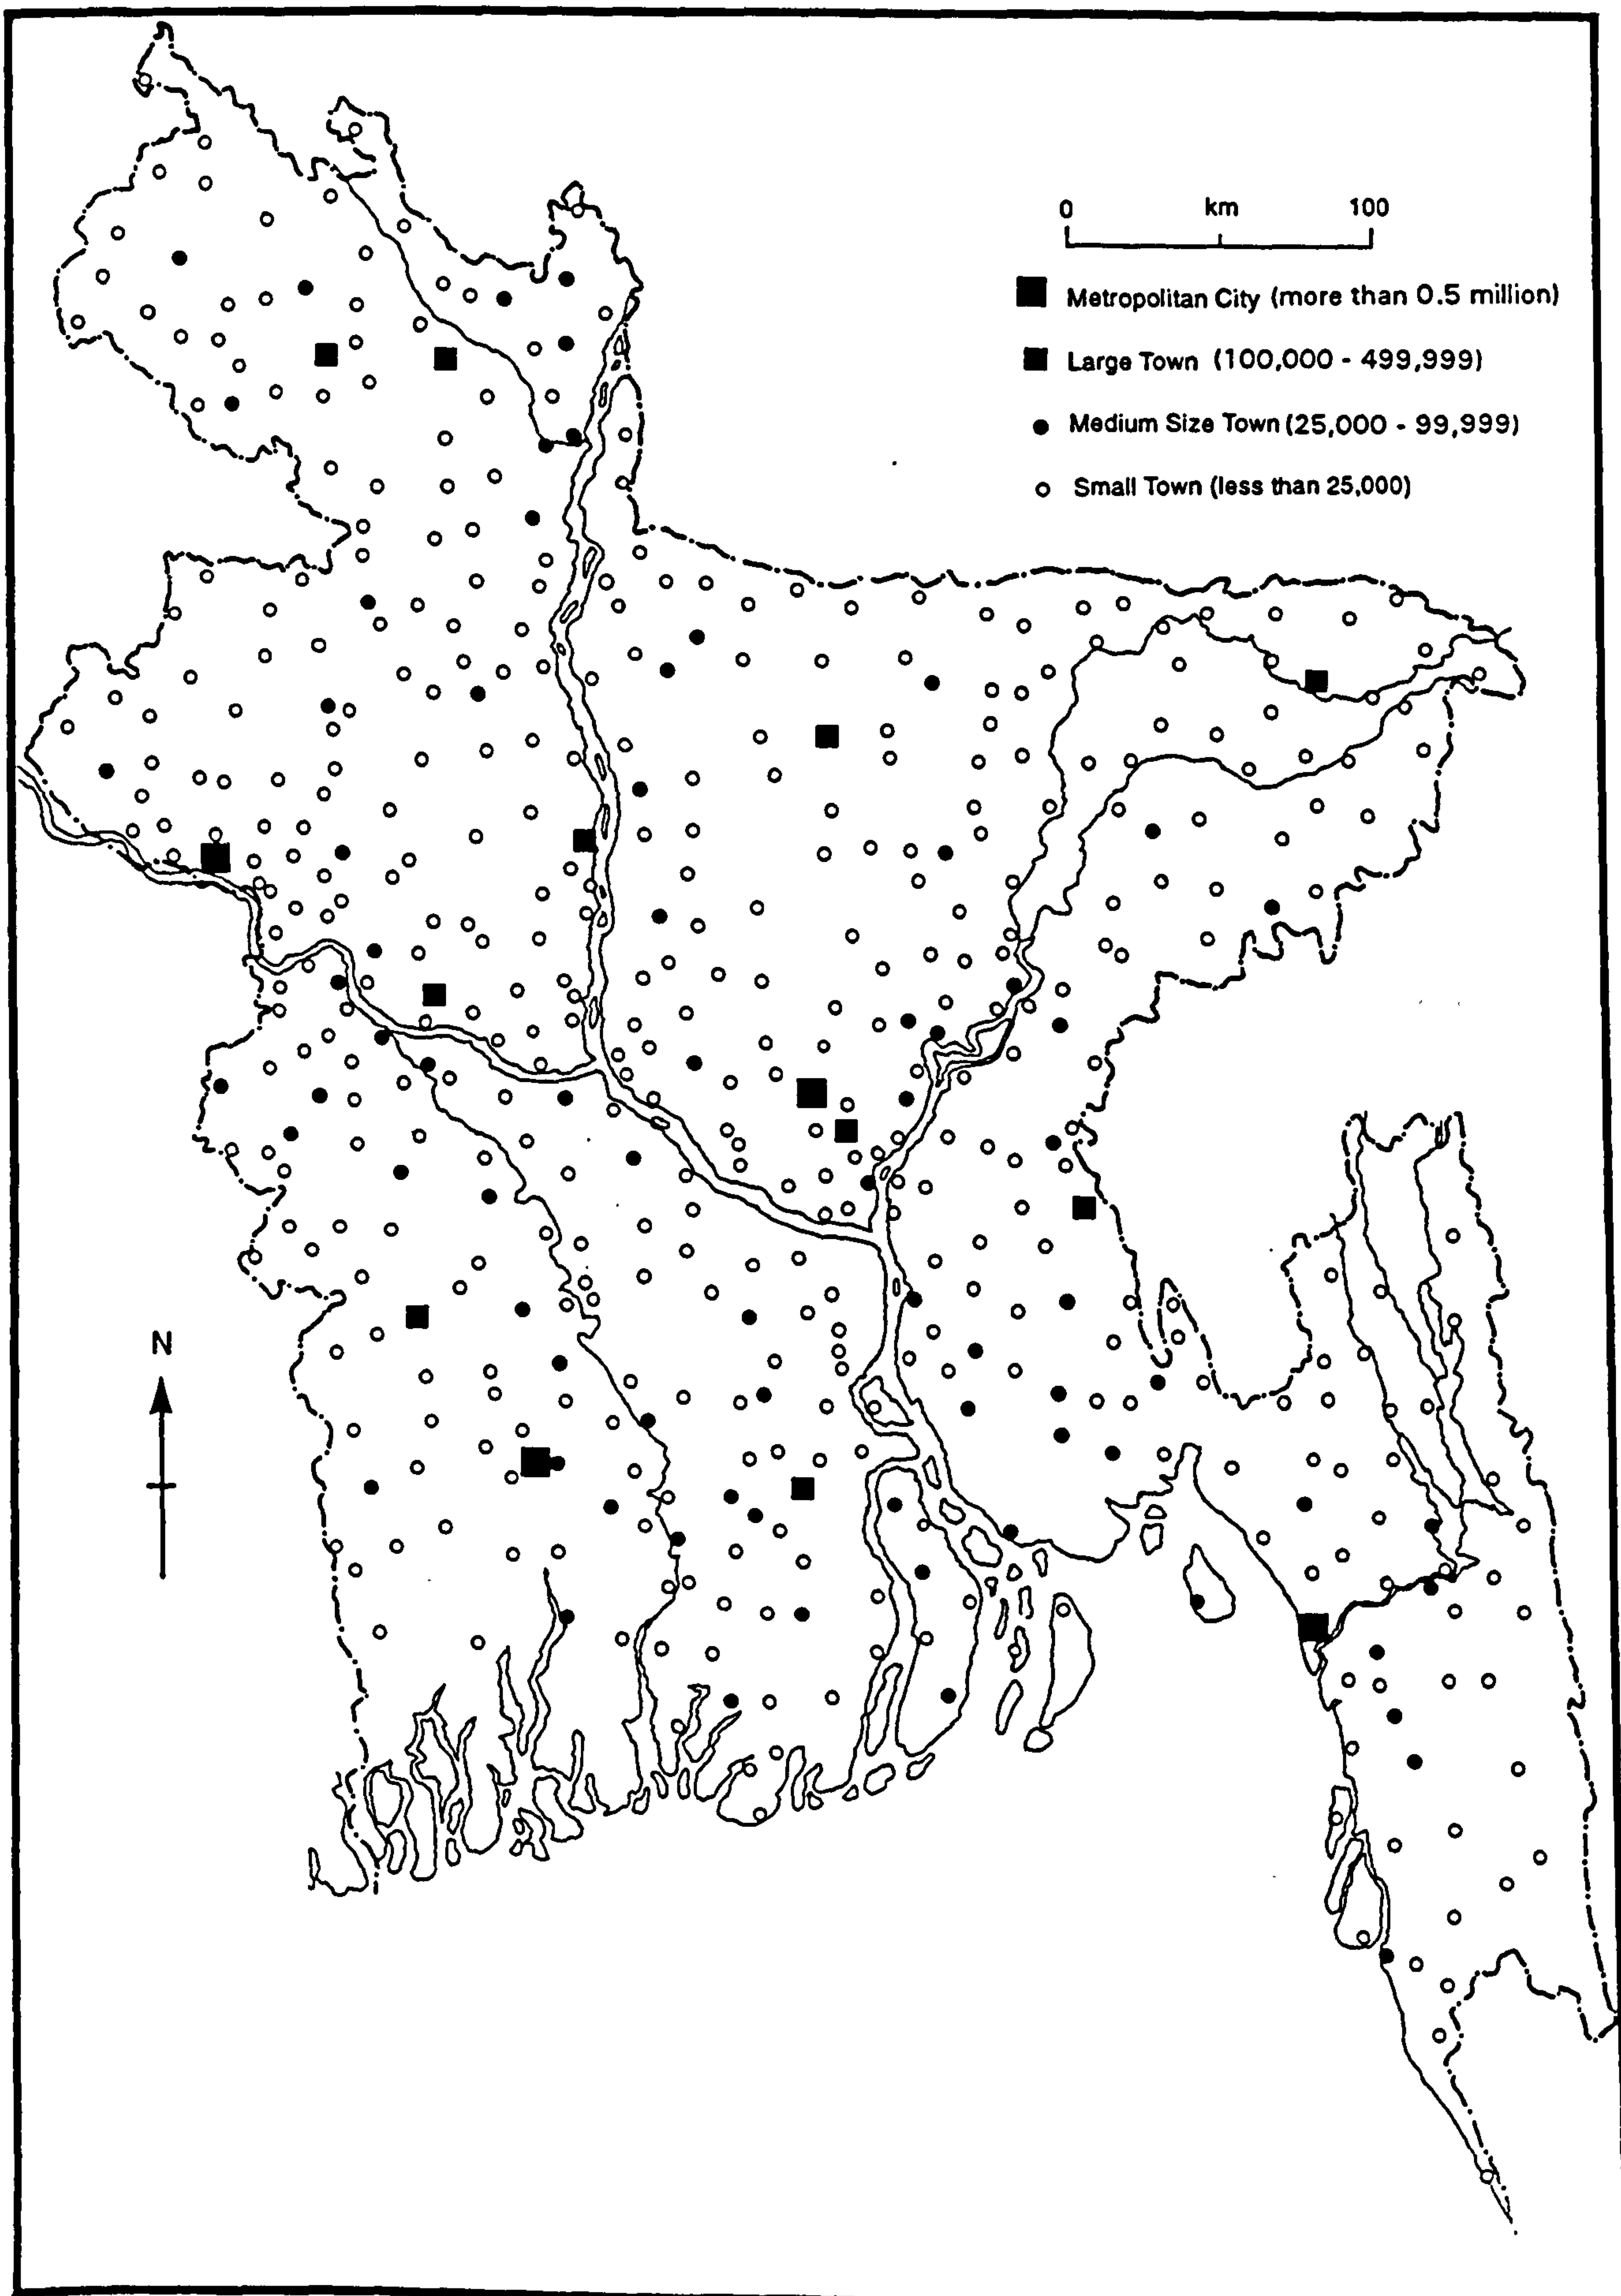 0 km 100
Metropolitan City (more than 0.5 million)
Large Town (100,000 - 499,999)
Medium Size Town (25,000 - 99,999)
Small Town (less than 25,000)
N